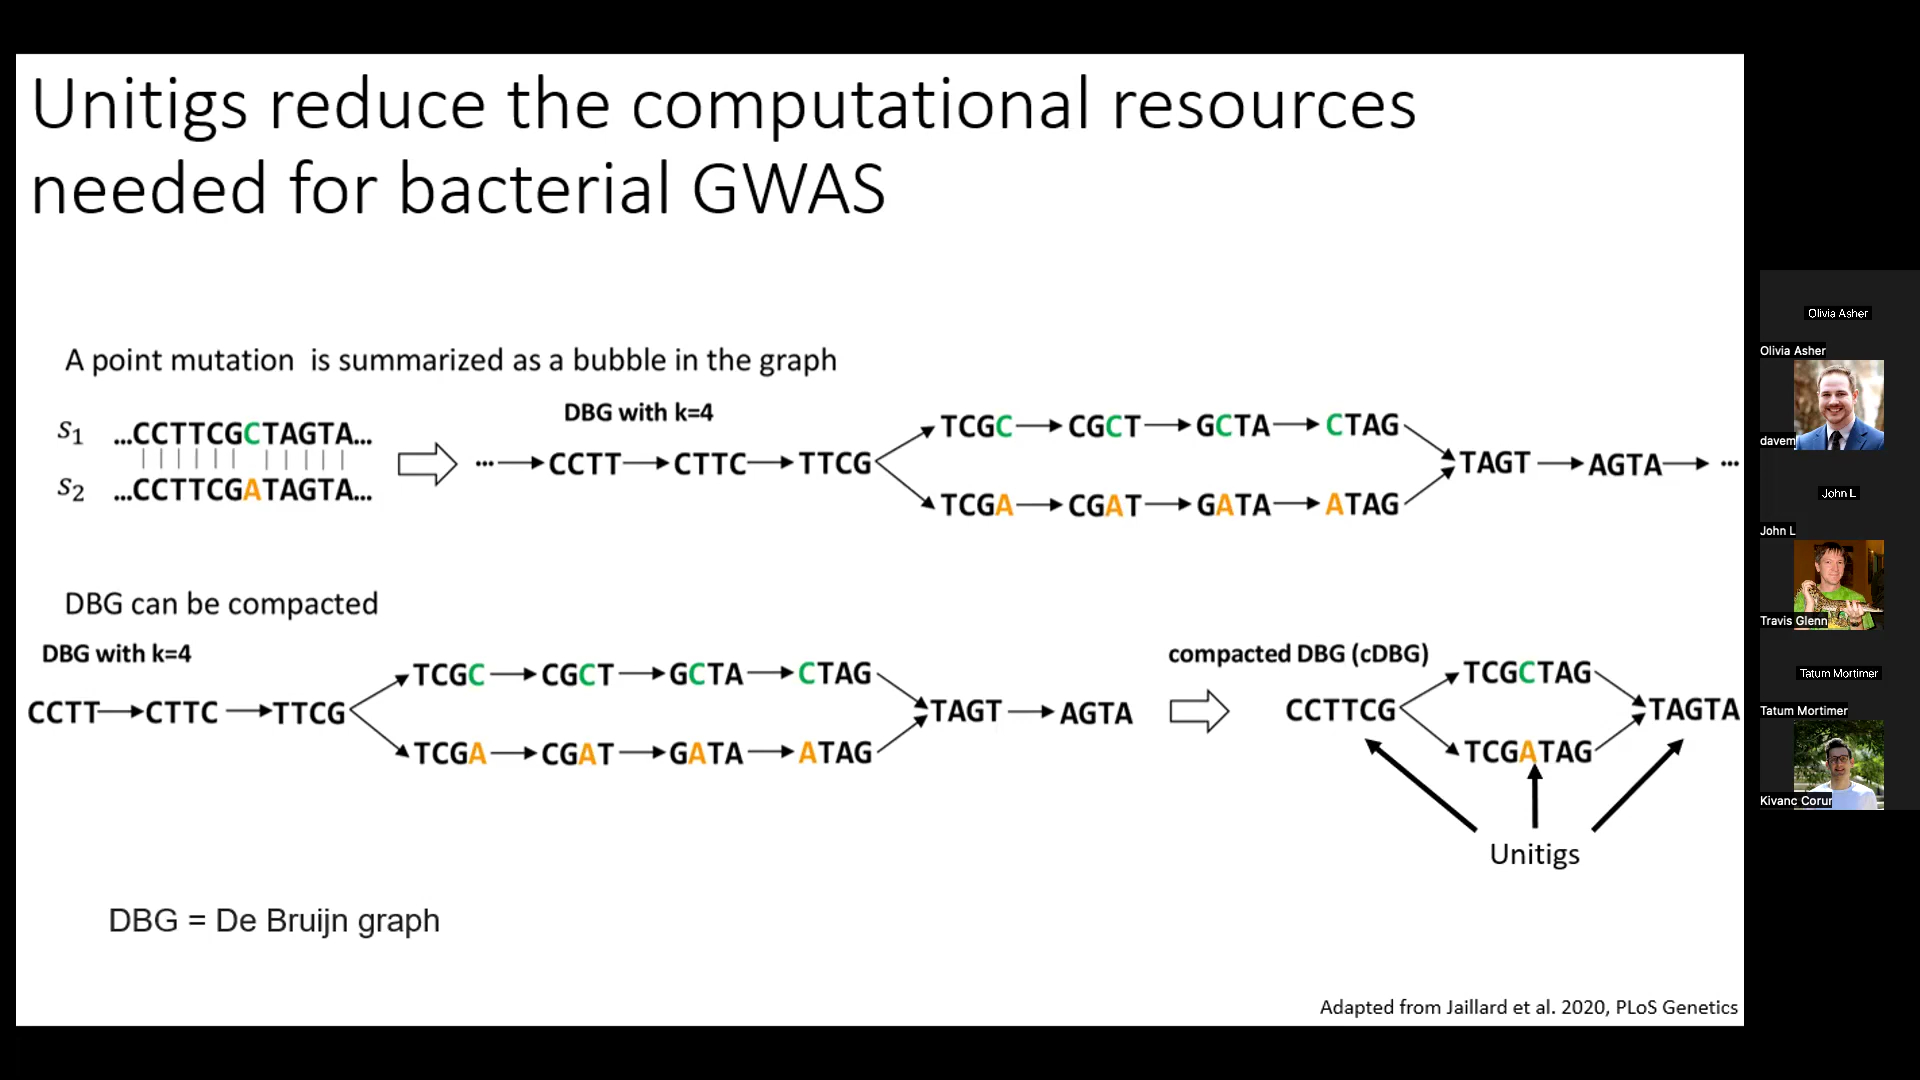 Unitigs reduce the computational resources
needed for bacterial GWAS
A point mutation is summarized as a bubble in the graph
S1 ...CCTTCGCTAGTA...
S2 ...CCTTCGATAGTA...
DBG with k=4
... CCTT CTTC TTCG
TCGC CGCT GCTA CTAG
TCGA CGAT GATA ATAG
TAGT AGTA ...
DBG can be compacted
DBG with k=4
CCTT CTTC TTCG
TCGC CGCT GCTA CTAG
TCGA CGAT GATA ATAG
TAGT AGTA
compacted DBG (cDBG)
CCTTCG
TCGCTAG
TCGATAG
TAGTA
Unitigs
DBG = De Bruijn graph
Adapted from Jaillard et al. 2020, PLoS Genetics
Olivia Asher
Olivia Asher
davem
John L
John L
Travis Glenn
Tatum Mortimer
Tatum Mortimer
Kivanc Corur